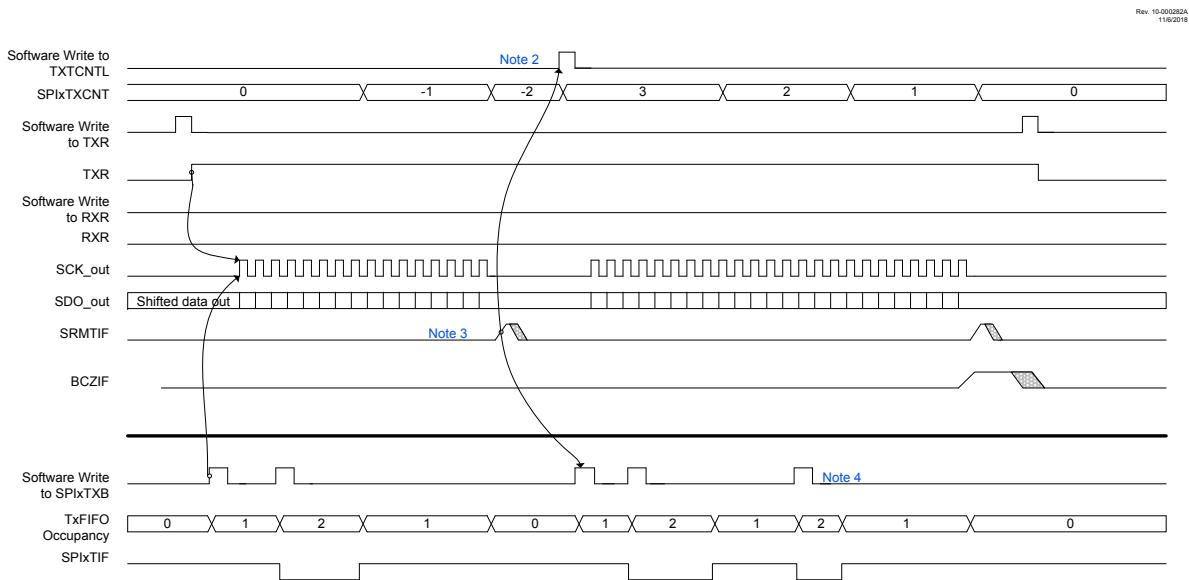 Rev. 10-000282A
11/6/2018
Software Write to
TXTCNTL
Note 2
SPIxTXCNT
0 -1 -2 3 2 1 0
Software Write
to TXR
TXR
Software Write
to RXR
RXR
SCK_out
SDO_out
Shifted data out
SRMTIF
Note 3
BCZIF
Software Write
to SPIxTXB
Note 4
TxFIFO
Occupancy
0 1 2 1 0 1 2 1 2 1 0
SPIxTIF